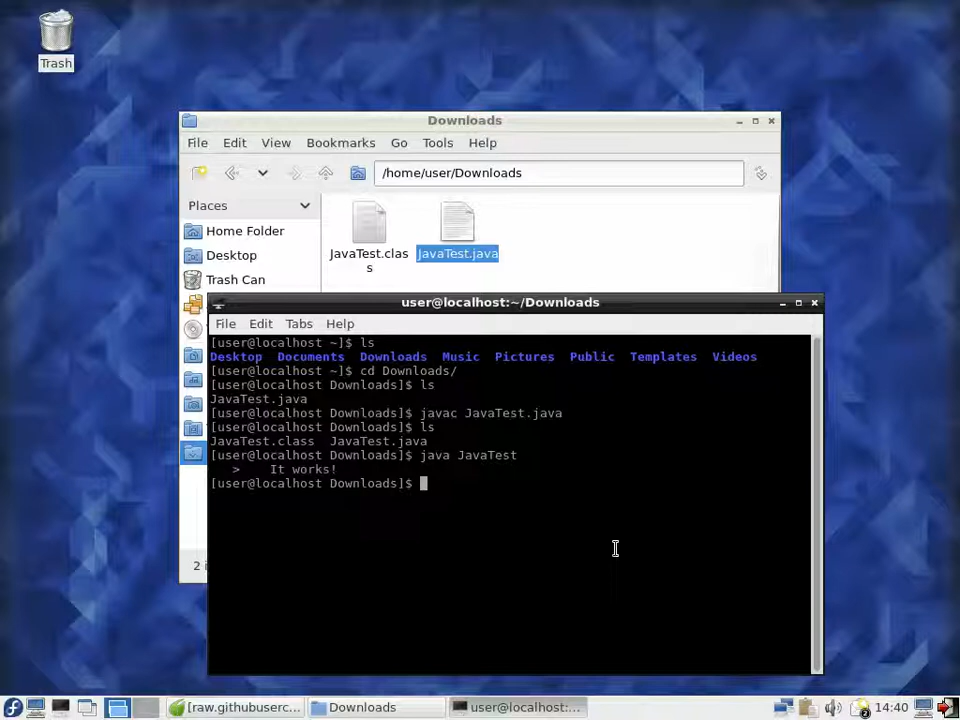 Trash
Downloads
File Edit View Bookmarks Go Tools Help
/home/user/Downloads
Places
Home Folder
Desktop
Trash Can
JavaTest.clas
s
JavaTest.java
user@localhost:~/Downloads
File Edit Tabs Help
[user@localhost ~]$ ls
Desktop Documents Downloads Music Pictures Public Templates Videos
[user@localhost ~]$ cd Downloads/
[user@localhost Downloads]$ ls
JavaTest.java
[user@localhost Downloads]$ javac JavaTest.java
[user@localhost Downloads]$ ls
JavaTest.class JavaTest.java
[user@localhost Downloads]$ java JavaTest
> It works!
[user@localhost Downloads]$
2 i
[raw.githubuserc... Downloads user@localhost:... 2 14:40